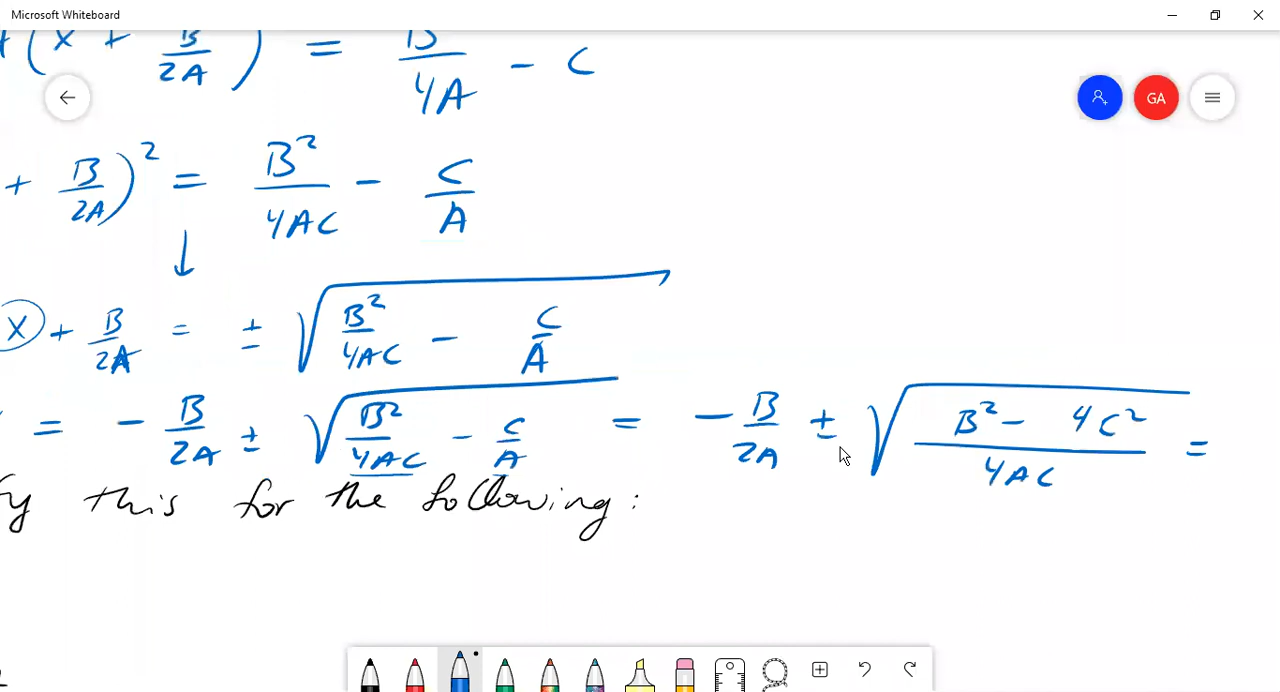 Microsoft Whiteboard
(x + B/2A) = B/4A - C
GA
+ B/2A)² = B²/4AC - C/A
↓
x + B/2A = ± √(B²/4AC - C/A)
= - B/2A ± √(B²/4AC - C/A) = - B/2A ± √((B² - 4C²)/4AC) =
this for the following: